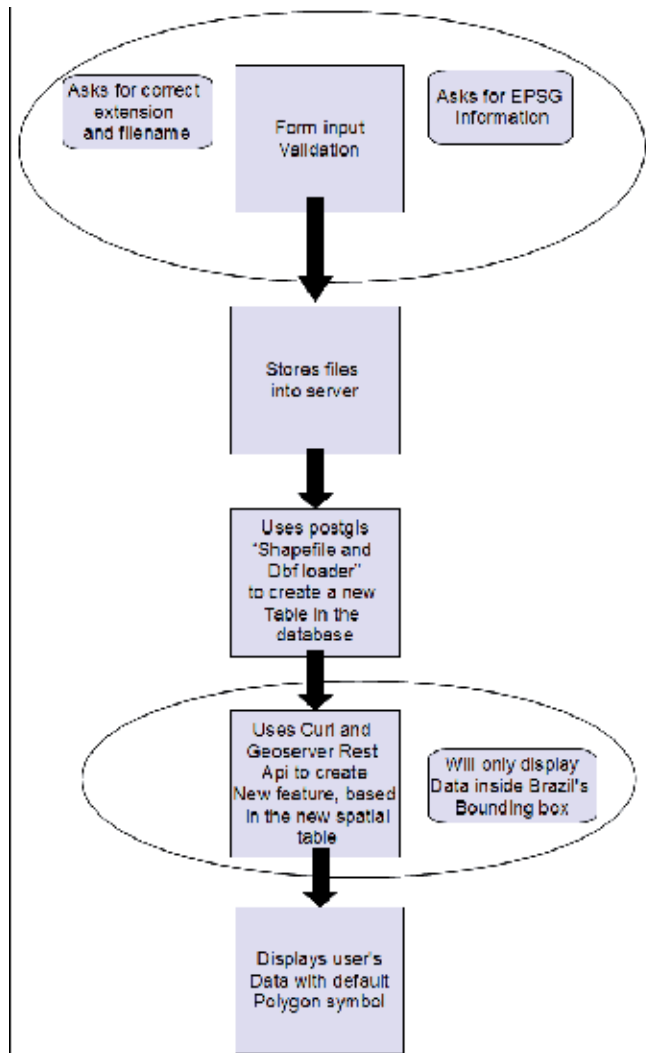 Asks for correct
extension
and filename
Form input
Validation
Asks for EPSG
Information
Stores files
into server
Uses postgis
"Shapefile and
Dbf loader"
to create a new
Table in the
database
Uses Curl and
Geoserver Rest
Api to create
New feature, based
in the new spatial
table
Will only display
Data inside Brazil's
Bounding box
Displays user's
Data with default
Polygon symbol